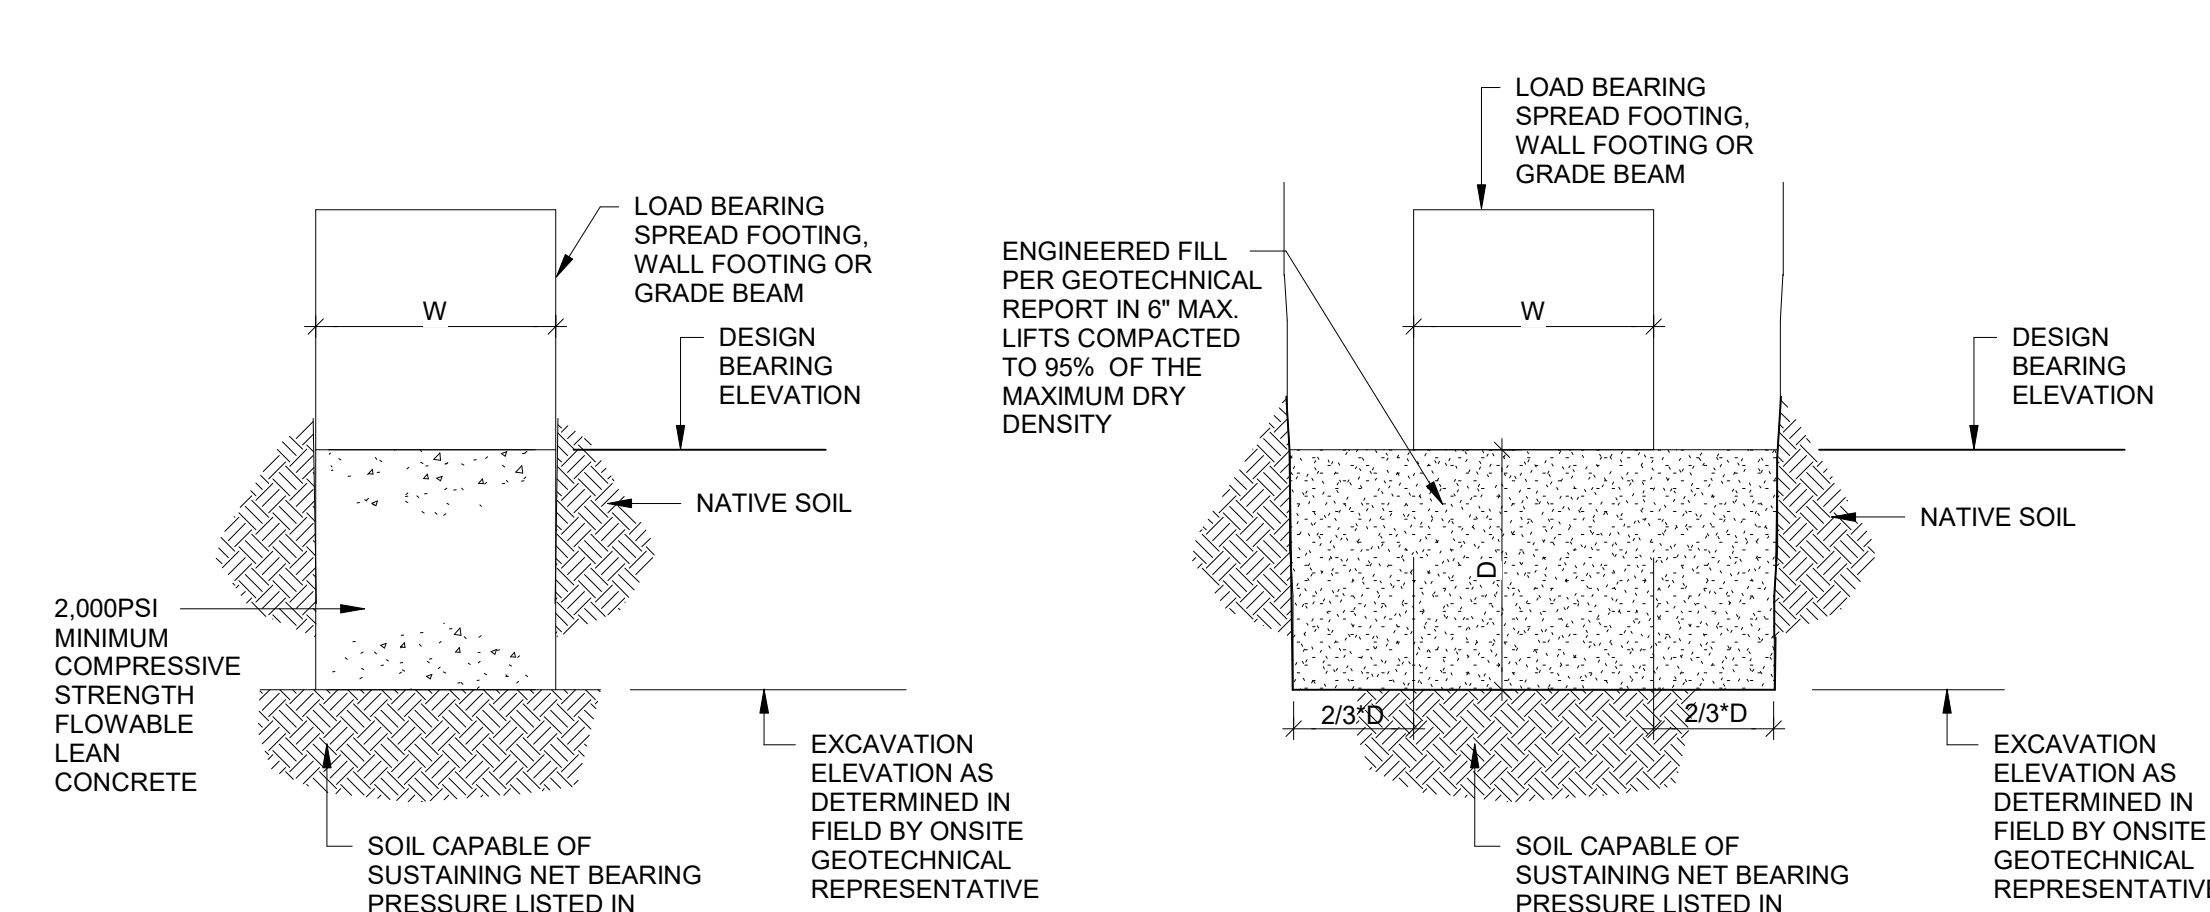 LOAD BEARING
SPREAD FOOTING,
WALL FOOTING OR
GRADE BEAM
W
DESIGN
BEARING
ELEVATION
NATIVE SOIL
2,000PSI
MINIMUM
COMPRESSIVE
STRENGTH
FLOWABLE
LEAN
CONCRETE
EXCAVATION
ELEVATION AS
DETERMINED IN
FIELD BY ONSITE
GEOTECHNICAL
REPRESENTATIVE
SOIL CAPABLE OF
SUSTAINING NET BEARING
PRESSURE LISTED IN
LOAD BEARING
SPREAD FOOTING,
WALL FOOTING OR
GRADE BEAM
ENGINEERED FILL
PER GEOTECHNICAL
REPORT IN 6" MAX.
LIFTS COMPACTED
TO 95%  OF THE
MAXIMUM DRY
DENSITY
W
DESIGN
BEARING
ELEVATION
NATIVE SOIL
D
2/3*D
2/3*D
EXCAVATION
ELEVATION AS
DETERMINED IN
FIELD BY ONSITE
GEOTECHNICAL
REPRESENTATIVE
SOIL CAPABLE OF
SUSTAINING NET BEARING
PRESSURE LISTED IN